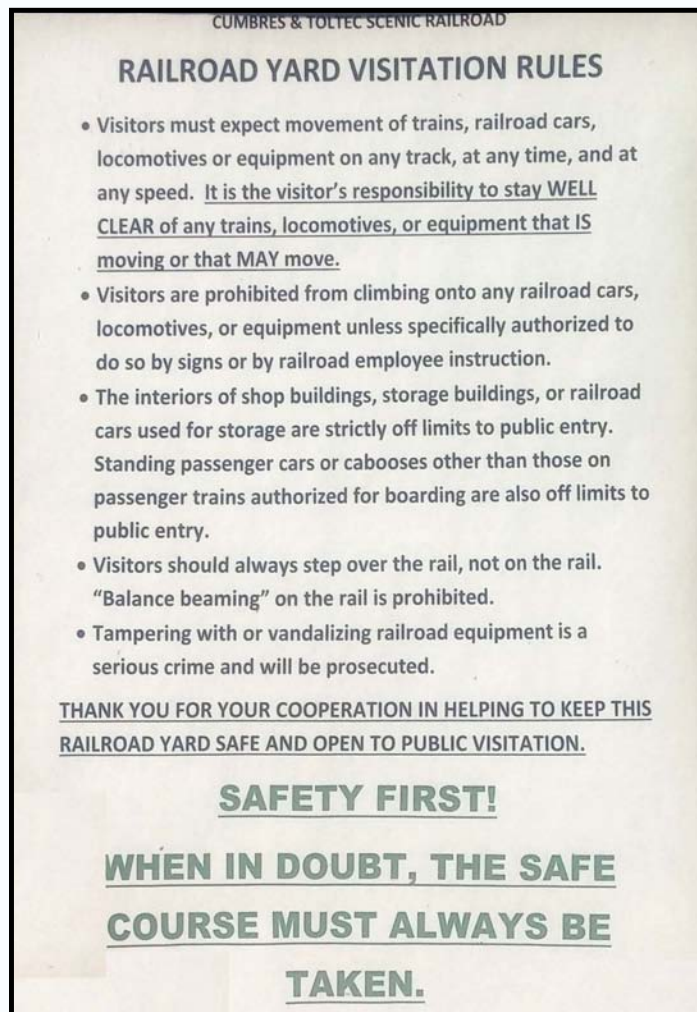 CUMBRES & TOLTEC SCENIC RAILROAD
RAILROAD YARD VISITATION RULES
• Visitors must expect movement of trains, railroad cars,
locomotives or equipment on any track, at any time, and at
any speed. It is the visitor's responsibility to stay WELL
CLEAR of any trains, locomotives, or equipment that IS
moving or that MAY move.
• Visitors are prohibited from climbing onto any railroad cars,
locomotives, or equipment unless specifically authorized to
do so by signs or by railroad employee instruction.
• The interiors of shop buildings, storage buildings, or railroad
cars used for storage are strictly off limits to public entry.
Standing passenger cars or cabooses other than those on
passenger trains authorized for boarding are also off limits to
public entry.
• Visitors should always step over the rail, not on the rail.
“Balance beaming” on the rail is prohibited.
• Tampering with or vandalizing railroad equipment is a
serious crime and will be prosecuted.
THANK YOU FOR YOUR COOPERATION IN HELPING TO KEEP THIS
RAILROAD YARD SAFE AND OPEN TO PUBLIC VISITATION.
SAFETY FIRST!
WHEN IN DOUBT, THE SAFE
COURSE MUST ALWAYS BE
TAKEN.